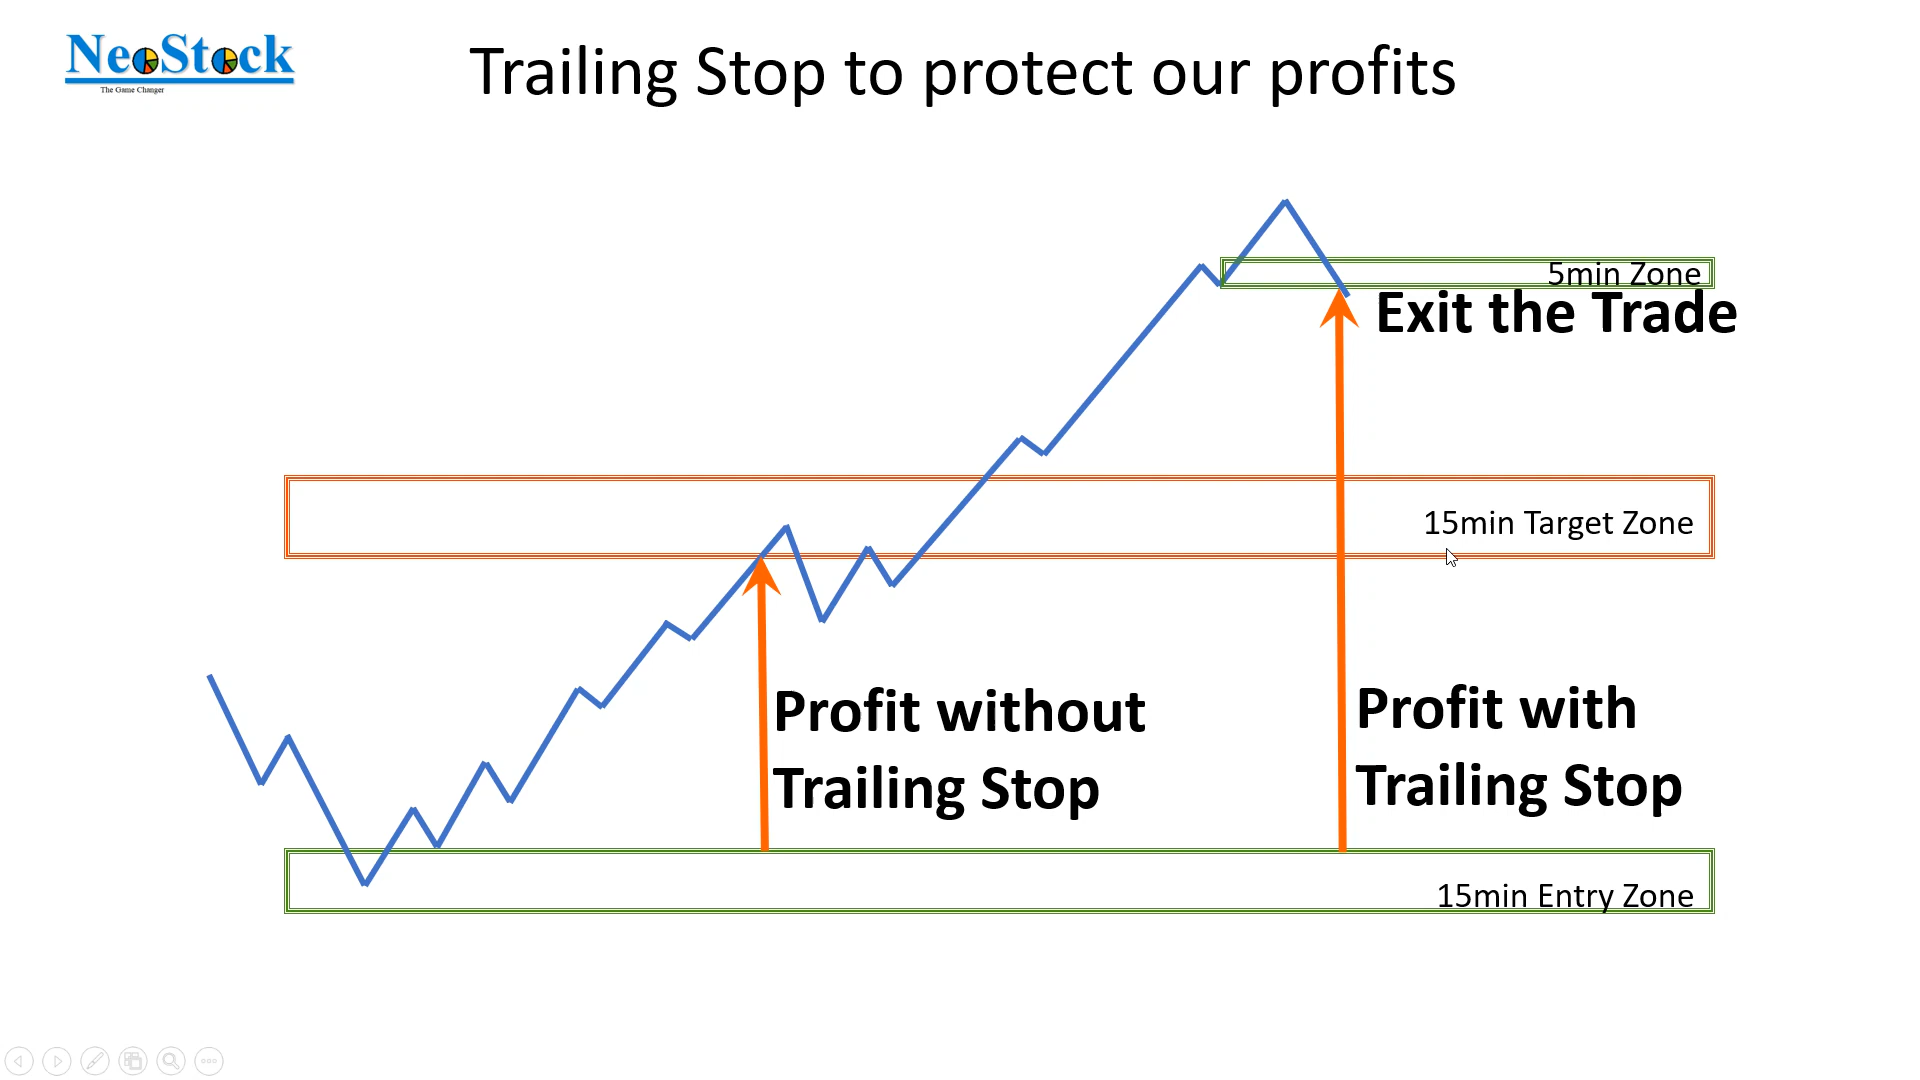 NeoStock
The Game Changer
Trailing Stop to protect our profits
5min Zone
Exit the Trade
15min Target Zone
Profit without
Trailing Stop
Profit with
Trailing Stop
15min Entry Zone